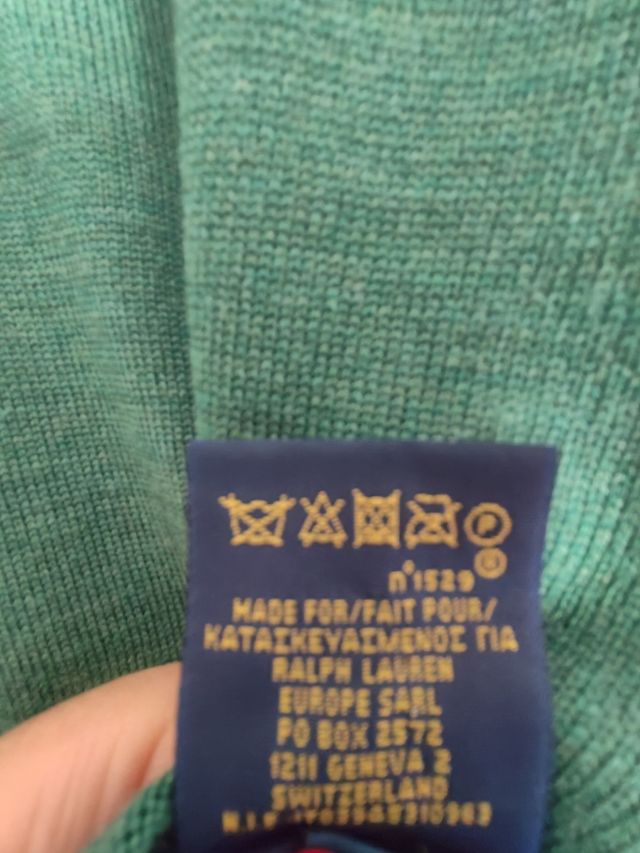 P
n°1529®
MADE FOR/FAIT POUR/
ΚΑΤΑΣΚΕΥΑΣΜΕΝΟΣ ΓΙΑ
RALPH LAUREN
EUROPE SARL
PO BOX 2572
1211 GENEVA 2
SWITZERLAND
N.I.F.